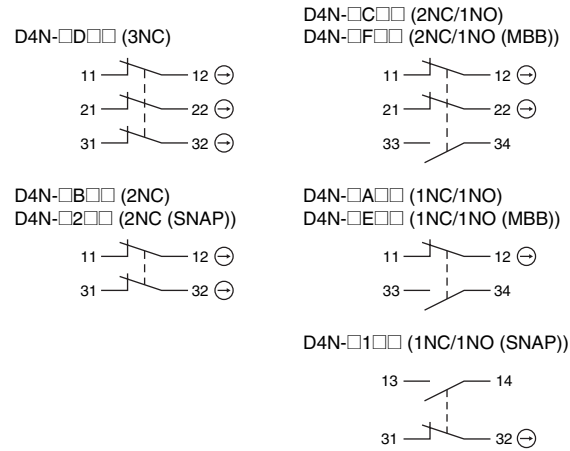 D4N-□D□□ (3NC)
11 12
21 22
31 32
D4N-□C□□ (2NC/1NO)
D4N-□F□□ (2NC/1NO (MBB))
11 12
21 22
33 34
D4N-□B□□ (2NC)
D4N-□2□□ (2NC (SNAP))
11 12
31 32
D4N-□A□□ (1NC/1NO)
D4N-□E□□ (1NC/1NO (MBB))
11 12
33 34
D4N-□1□□ (1NC/1NO (SNAP))
13 14
31 32